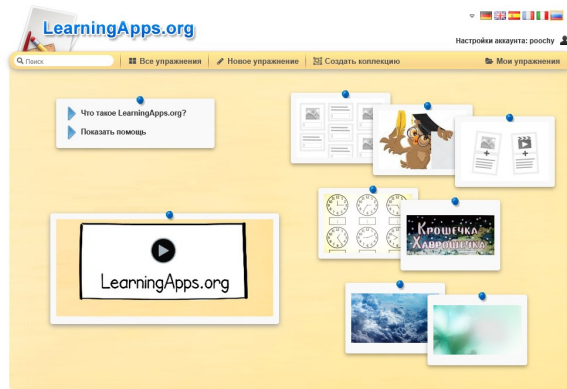 LearningApps.org
Настройки аккаунта: poochy
Поиск
Все упражнения
Новое упражнение
Создать коллекцию
Мои упражнения
Что такое LearningApps.org?
Показать помощь
КРОШЕЧКА
ХАВРОШЕЧКА
LearningApps.org